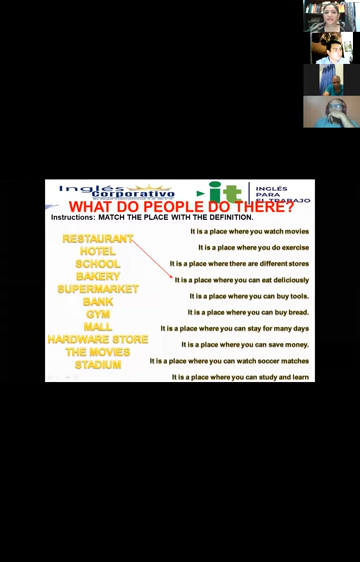 Inglés
Corporativo
it
INGLÉS
PARA
EL TRABAJO
WHAT DO PEOPLE DO THERE?
Instructions: MATCH THE PLACE WITH THE DEFINITION.
RESTAURANT
HOTEL
SCHOOL
BAKERY
SUPERMARKET
BANK
GYM
MALL
HARDWARE STORE
THE MOVIES
STADIUM
It is a place where you watch movies
It is a place where you do exercise
It is a place where there are different stores
It is a place where you can eat deliciously
It is a place where you can buy tools.
It is a place where you can buy bread.
It is a place where you can stay for many days
It is a place where you can save money.
It is a place where you can watch soccer matches
It is a place where you can study and learn